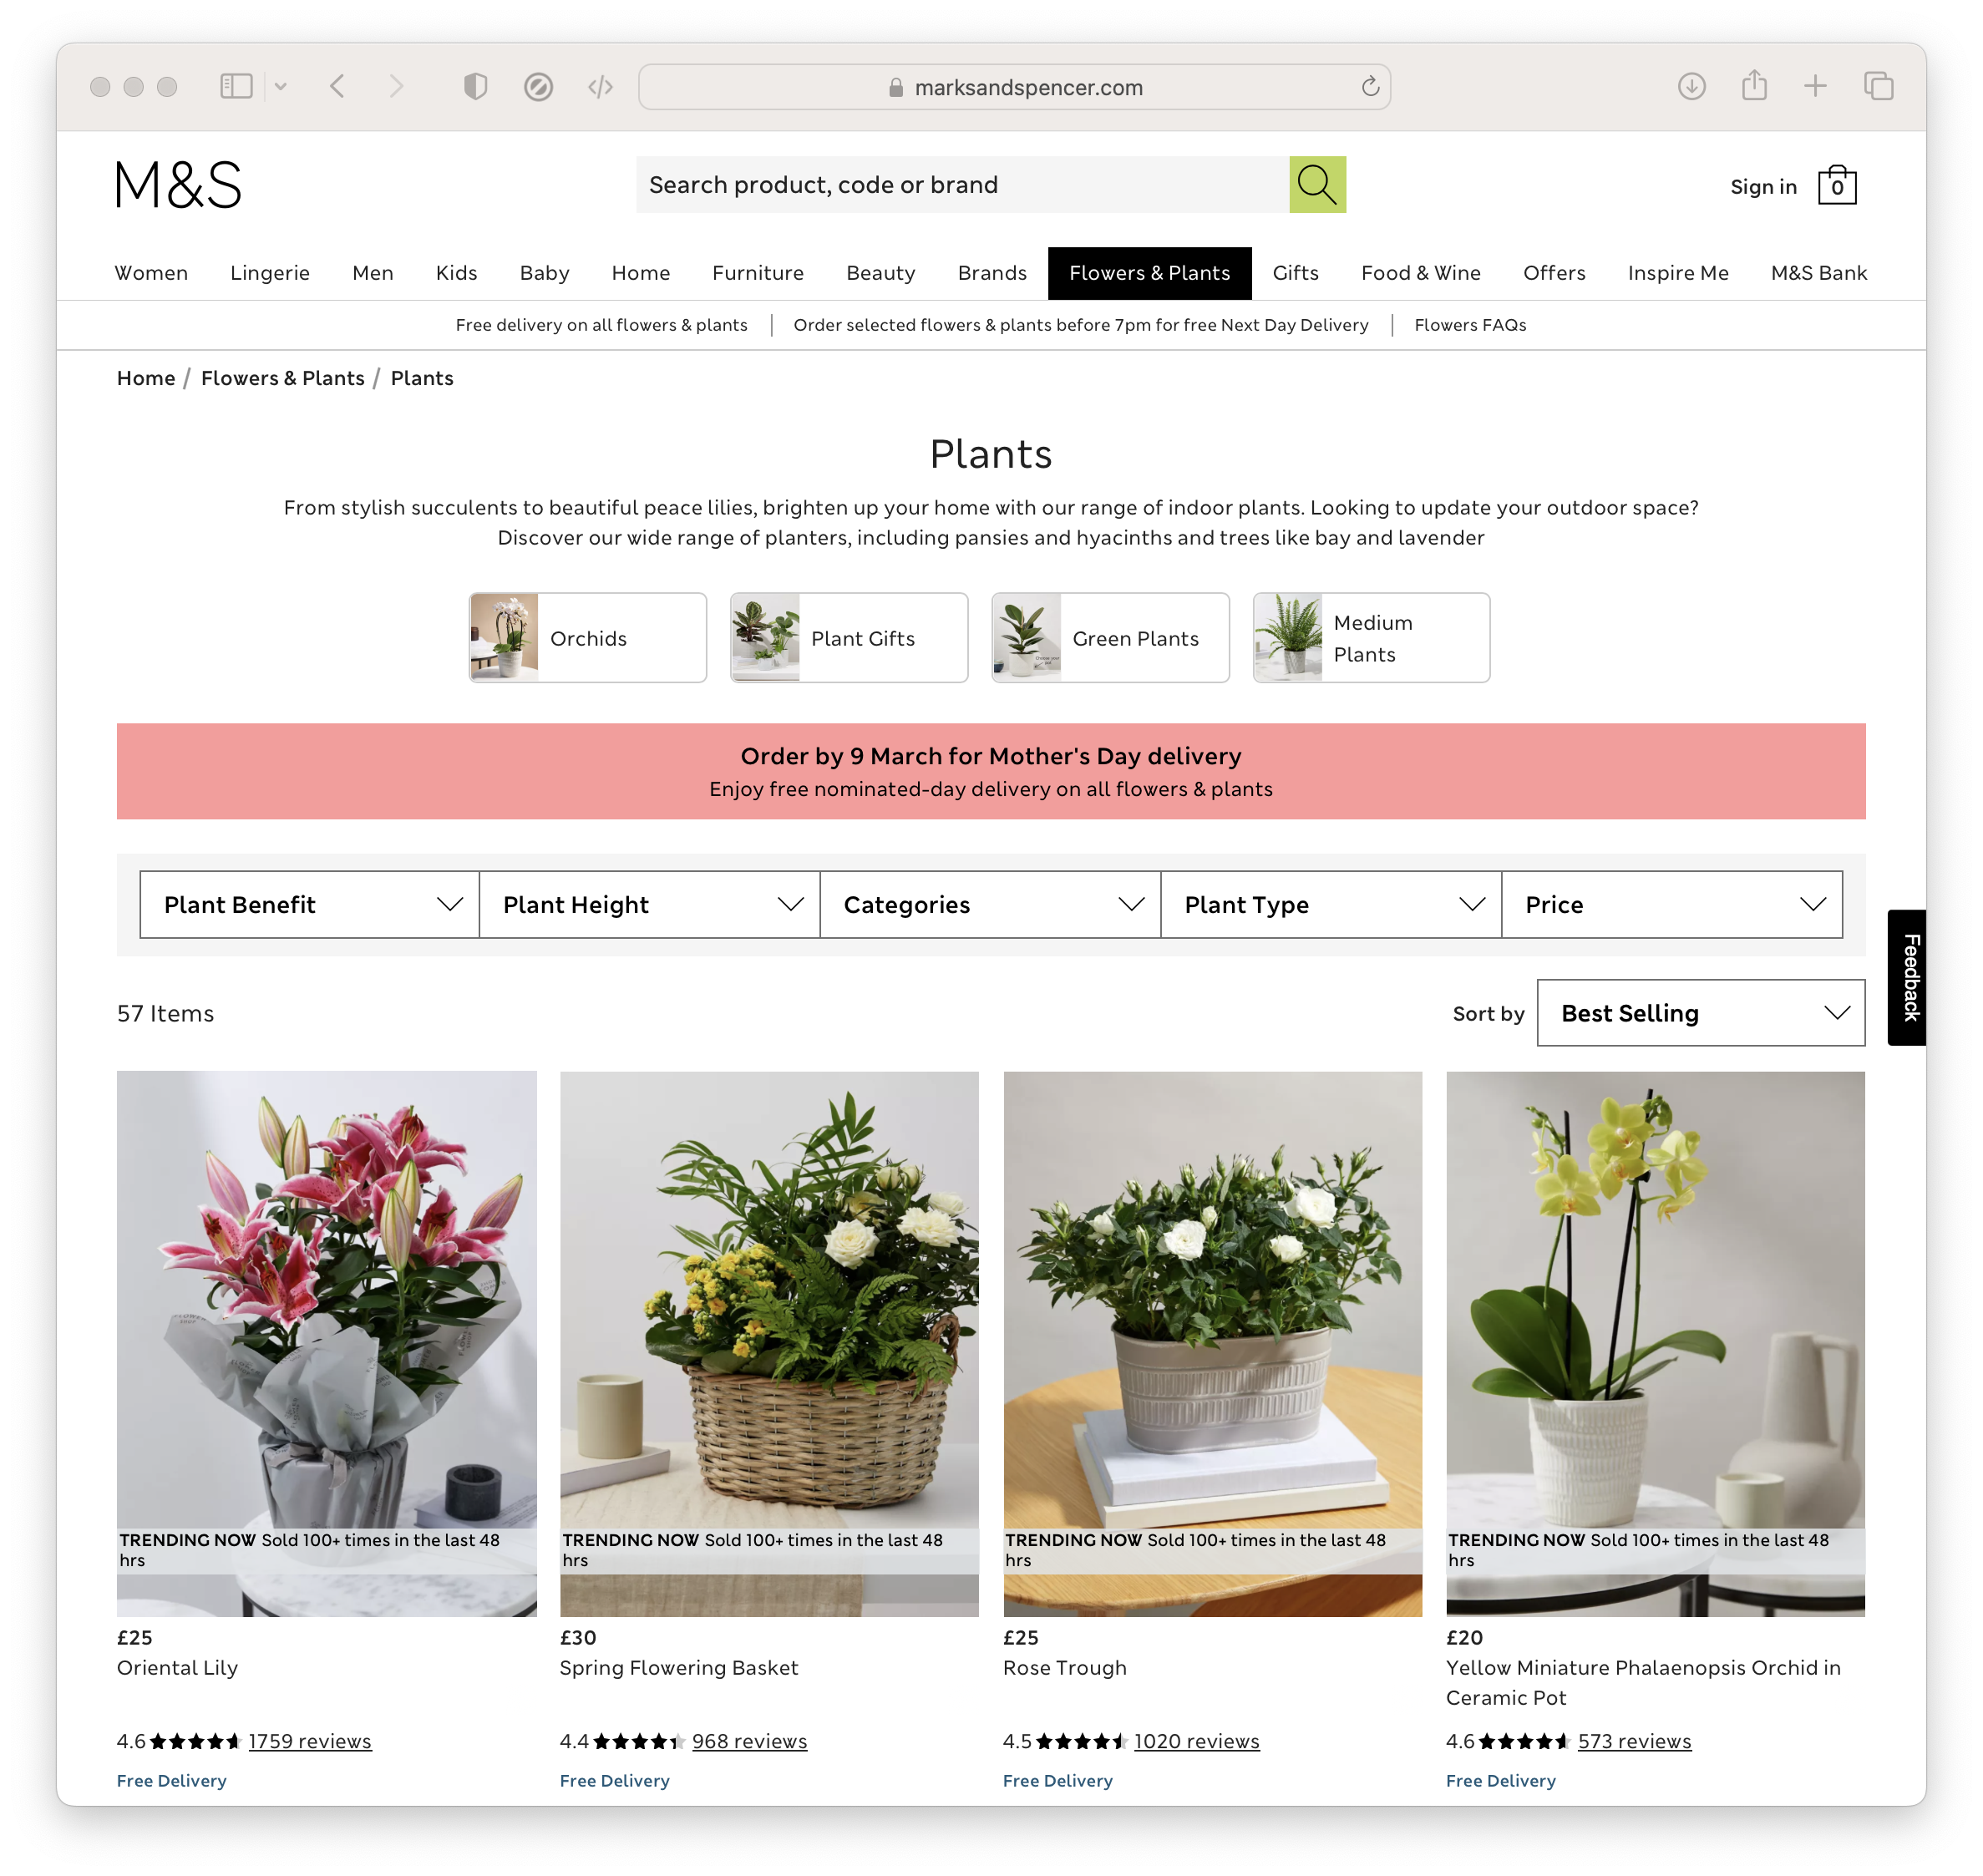 marksandspencer.com
M&S
Search product, code or brand
Sign in
0
Women Lingerie Men Kids Baby Home Furniture Beauty Brands Flowers & Plants Gifts Food & Wine Offers Inspire Me M&S Bank
Free delivery on all flowers & plants | Order selected flowers & plants before 7pm for free Next Day Delivery | Flowers FAQs
Home / Flowers & Plants / Plants
Plants
From stylish succulents to beautiful peace lilies, brighten up your home with our range of indoor plants. Looking to update your outdoor space?
Discover our wide range of planters, including pansies and hyacinths and trees like bay and lavender
Orchids
Plant Gifts
Green Plants
Medium
Plants
Order by 9 March for Mother's Day delivery
Enjoy free nominated-day delivery on all flowers & plants
Plant Benefit Plant Height Categories Plant Type Price
Feedback
57 Items
Sort by Best Selling
TRENDING NOW Sold 100+ times in the last 48
hrs
£25
Oriental Lily
4.6 1759 reviews
Free Delivery
TRENDING NOW Sold 100+ times in the last 48
hrs
£30
Spring Flowering Basket
4.4 968 reviews
Free Delivery
TRENDING NOW Sold 100+ times in the last 48
hrs
£25
Rose Trough
4.5 1020 reviews
Free Delivery
TRENDING NOW Sold 100+ times in the last 48
hrs
£20
Yellow Miniature Phalaenopsis Orchid in
Ceramic Pot
4.6 573 reviews
Free Delivery